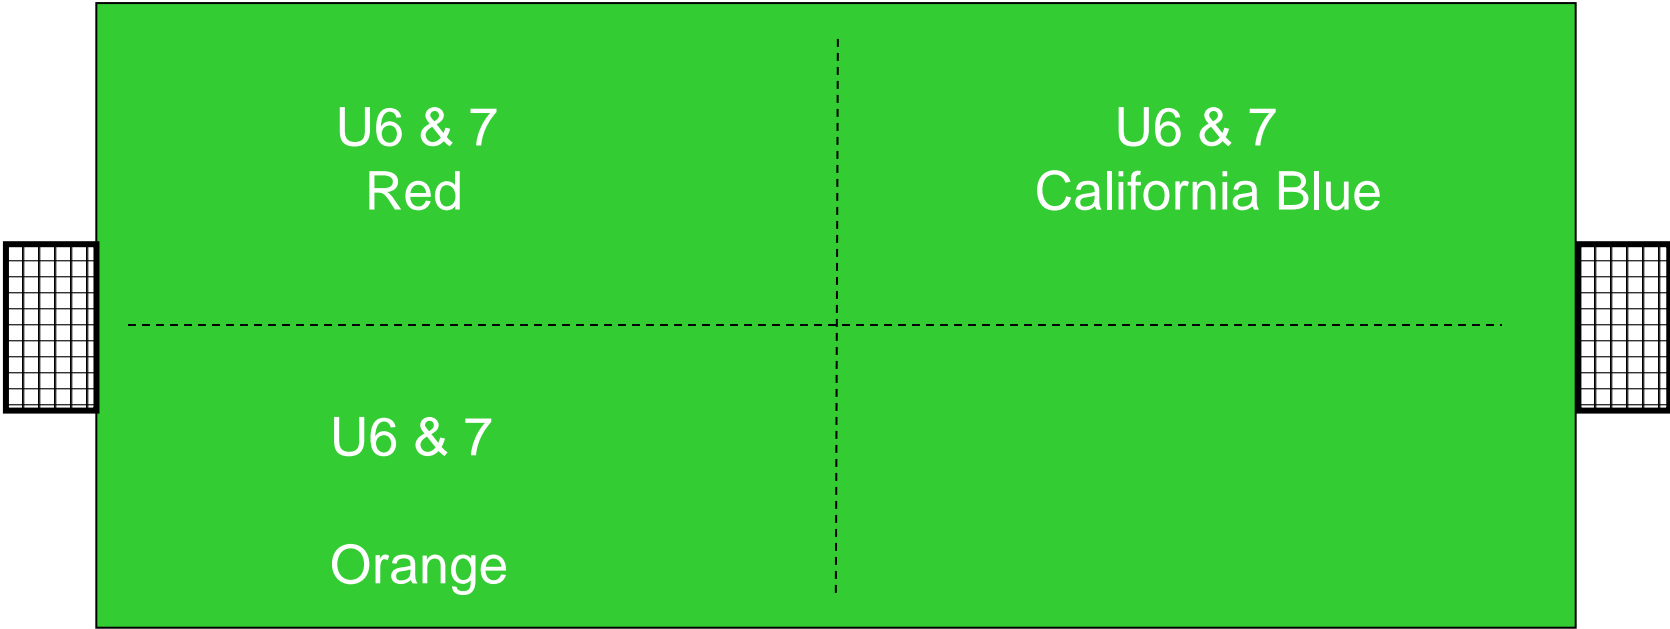 U6 & 7
Red
U6 & 7
California Blue
U6 & 7
Orange